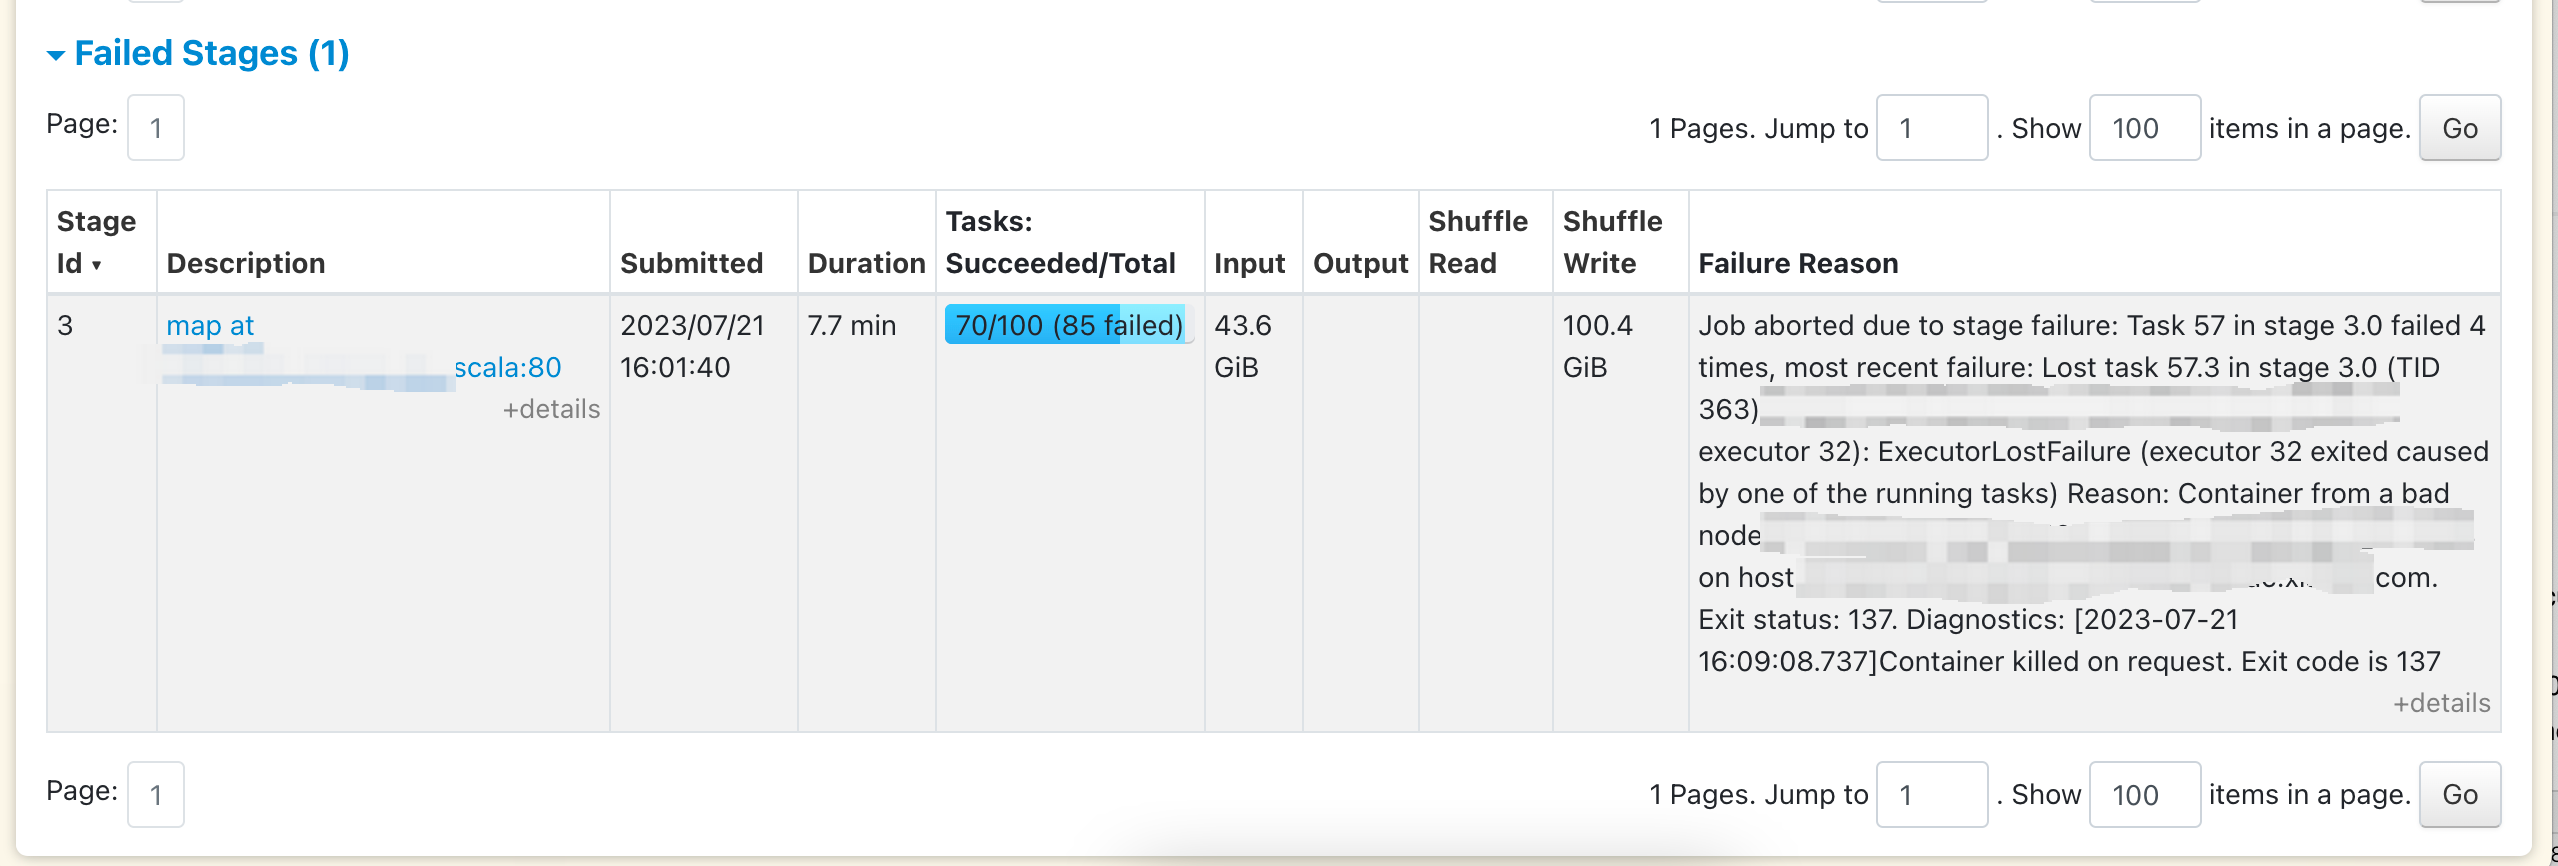 Failed Stages (1)
Page: 1
1 Pages. Jump to 1 . Show 100 items in a page. Go
Stage Id ▾ Description Submitted Duration Tasks: Succeeded/Total Input Output Shuffle Read Shuffle Write Failure Reason
3
map at
scala:80
+details
2023/07/21
16:01:40
7.7 min
70/100 (85 failed)
43.6
GiB
100.4
GiB
Job aborted due to stage failure: Task 57 in stage 3.0 failed 4
times, most recent failure: Lost task 57.3 in stage 3.0 (TID
363)
executor 32): ExecutorLostFailure (executor 32 exited caused
by one of the running tasks) Reason: Container from a bad
node
on host com.
Exit status: 137. Diagnostics: [2023-07-21
16:09:08.737]Container killed on request. Exit code is 137
+details
Page: 1
1 Pages. Jump to 1 . Show 100 items in a page. Go